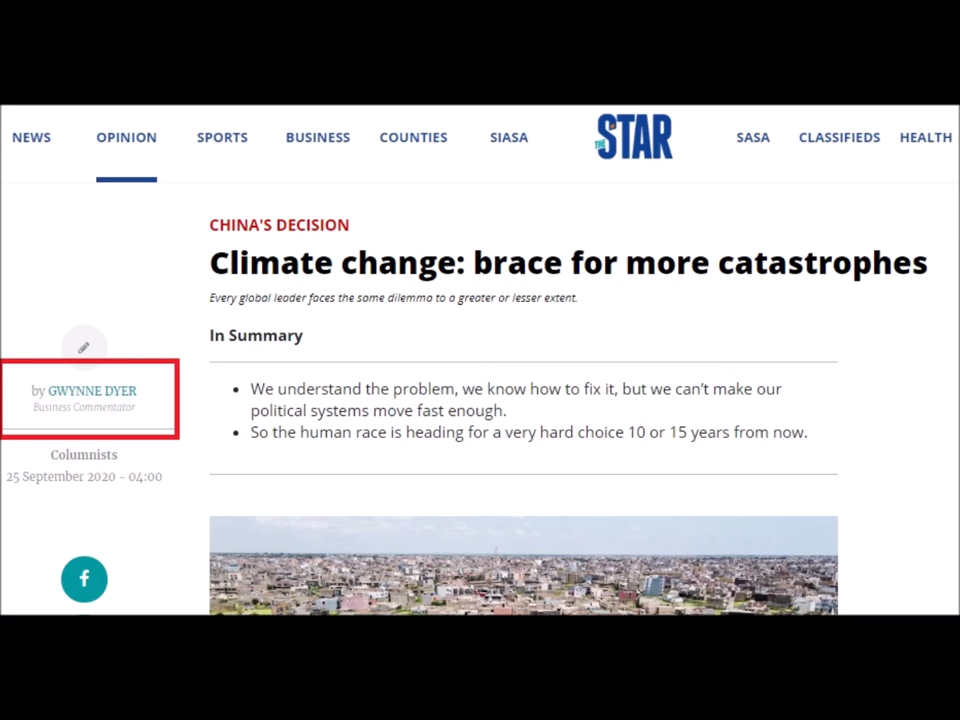 NEWS OPINION SPORTS BUSINESS COUNTIES SIASA THE STAR SASA CLASSIFIEDS HEALTH
CHINA'S DECISION
Climate change: brace for more catastrophes
Every global leader faces the same dilemma to a greater or lesser extent.
In Summary
by GWYNNE DYER
Business Commentator
Columnists
25 September 2020 - 04:00
• We understand the problem, we know how to fix it, but we can't make our
political systems move fast enough.
• So the human race is heading for a very hard choice 10 or 15 years from now.
f